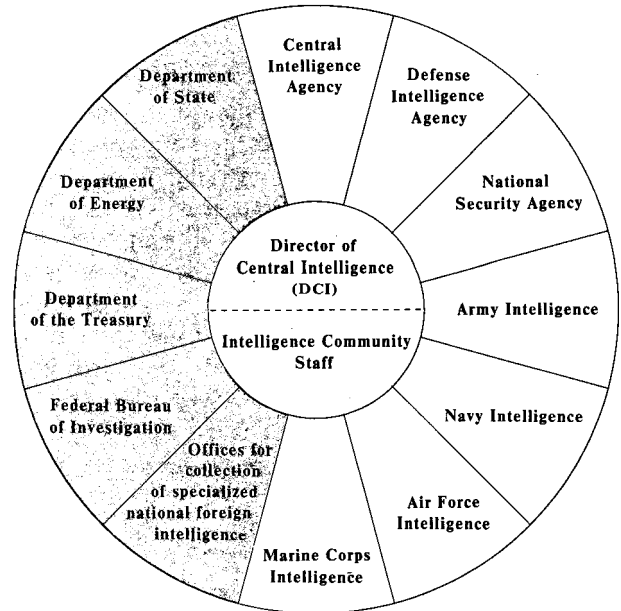 Central
Intelligence
Agency
Defense
Intelligence
Agency
National
Security Agency
Army Intelligence
Navy Intelligence
Air Force
Intelligence
Marine Corps
Intelligence
Offices for
collection
of specialized
national foreign
intelligence
Federal Bureau
of Investigation
Department
of the Treasury
Department
of Energy
Department
of State
Director of
Central Intelligence
(DCI)
Intelligence Community
Staff